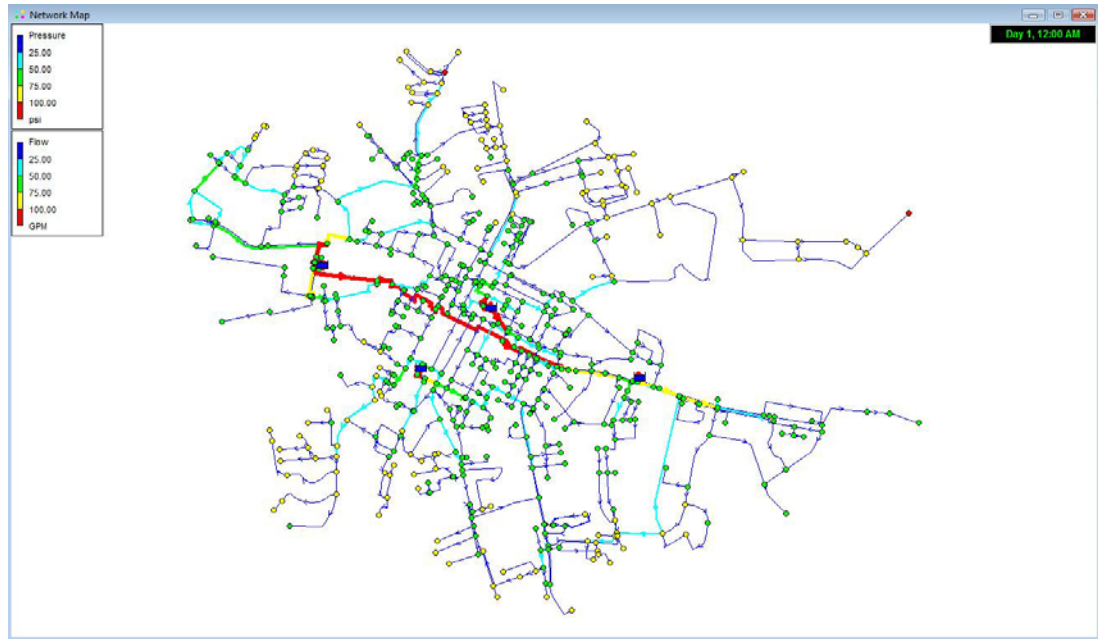 Network Map
Day 1, 12:00 AM
Pressure
25.00
50.00
75.00
100.00
psi
Flow
25.00
50.00
75.00
100.00
GPM